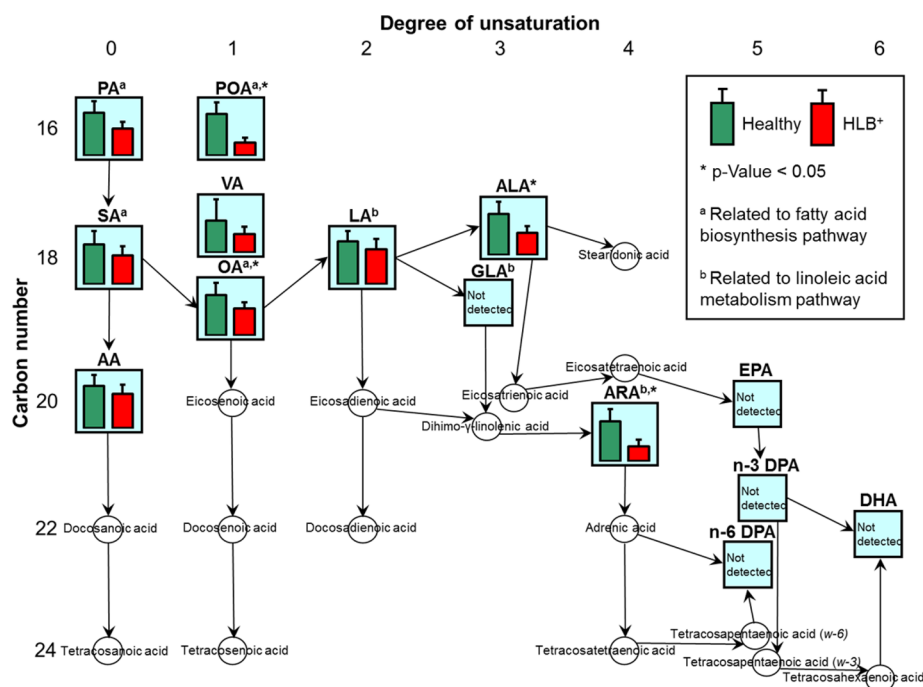 Degree of unsaturation
0 1 2 3 4 5 6
Carbon number
16
PAᵃ
POAᵃ,*
Healthy
HLB⁺
* p-Value < 0.05
ᵃ Related to fatty acid
biosynthesis pathway
ᵇ Related to linoleic acid
metabolism pathway
VA
18
SAᵃ
OAᵃ,*
LAᵇ
ALA*
Stearidonic acid
GLAᵇ
Not
detected
20
AA
Eicosenoic acid
Eicosadienoic acid
Eicosatrienoic acid
Dihimo-γ-linolenic acid
Eicosatetraenoic acid
ARAᵇ,*
EPA
Not
detected
n-3 DPA
Not
detected
22
Docosanoic acid
Docosenoic acid
Docosadienoic acid
Adrenic acid
n-6 DPA
Not
detected
DHA
Not
detected
24
Tetracosanoic acid
Tetracosenoic acid
Tetracosatetraenoic acid
Tetracosapentaenoic acid (w-6)
Tetracosapentaenoic acid (w-3)
Tetracosahexaenoic acid